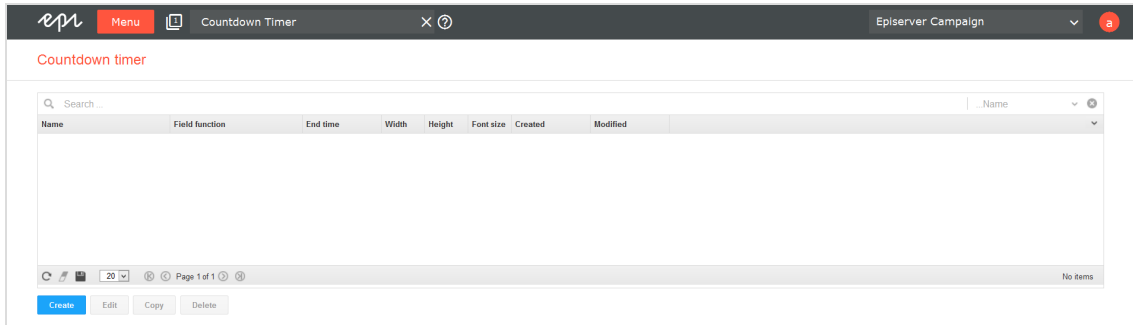 epi Menu 1 Countdown Timer Episerver Campaign a
Countdown timer
Search ... ...Name
Name Field function End time Width Height Font size Created Modified
20 Page 1 of 1 No items
Create Edit Copy Delete